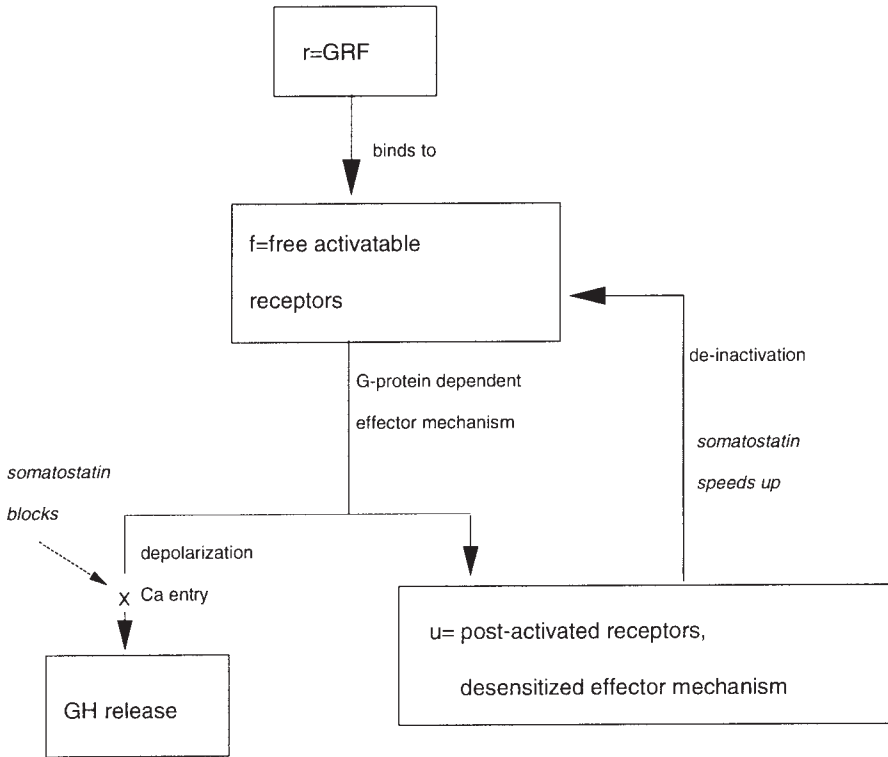 r=GRF
binds to
f=free activatable
receptors
de-inactivation
G-protein dependent
effector mechanism
somatostatin
speeds up
somatostatin
blocks
depolarization
X Ca entry
u= post-activated receptors,
desensitized effector mechanism
GH release